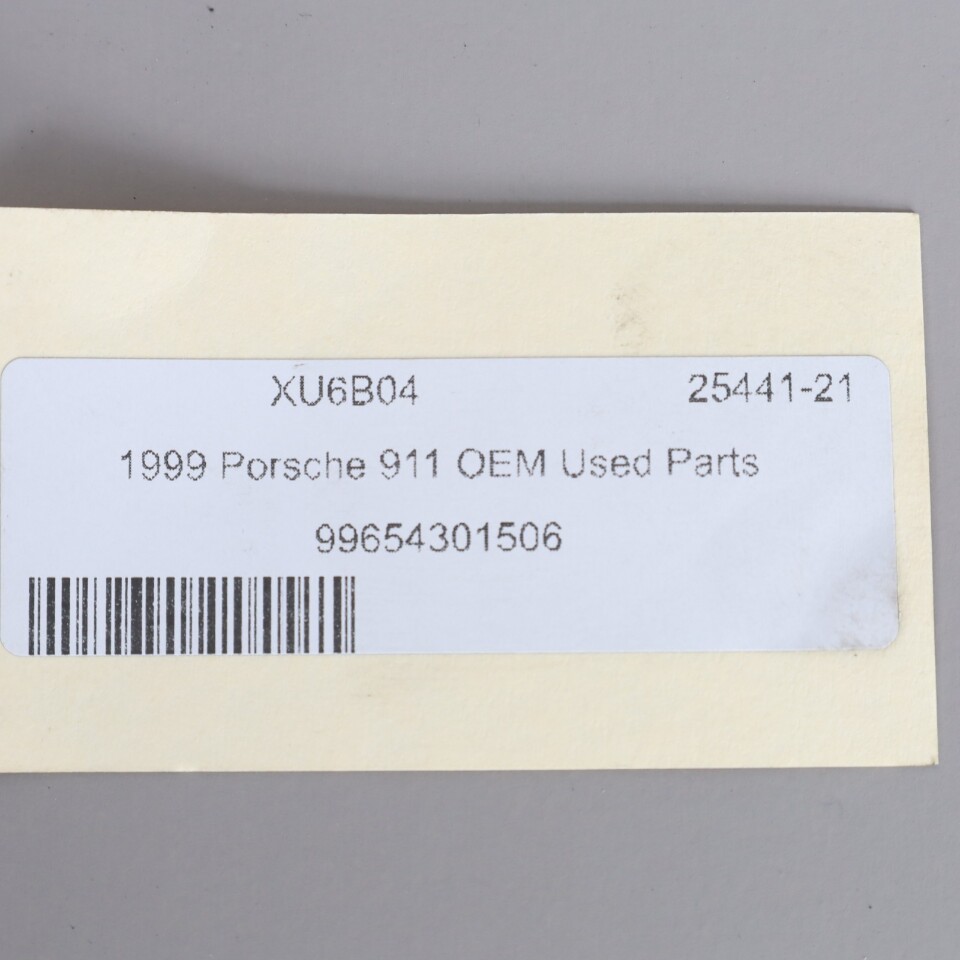 XU6B04 25441-21
1999 Porsche 911 OEM Used Parts
99654301506